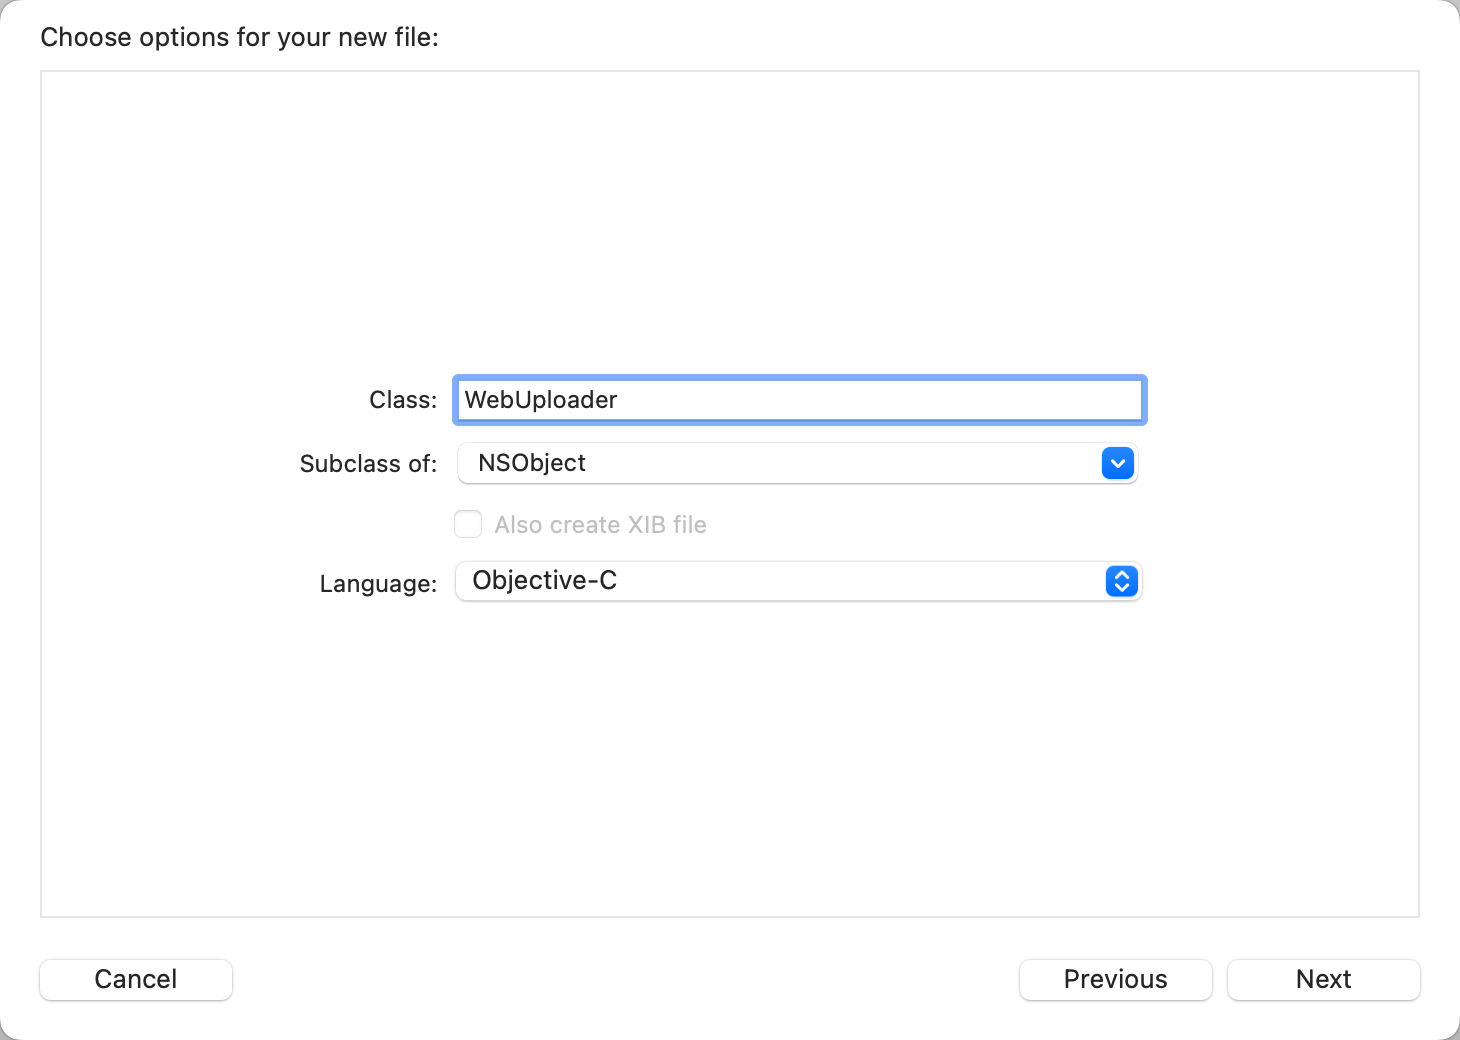 Choose options for your new file:
Class: WebUploader
Subclass of: NSObject
Also create XIB file
Language: Objective-C
Cancel Previous Next